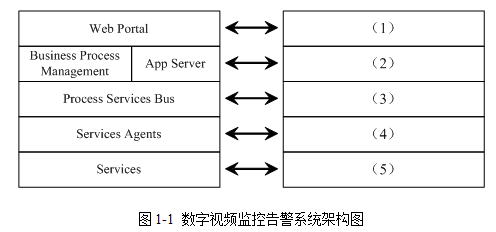 Web Portal
（1）
Business Process
Management
App Server
（2）
Process Services Bus
（3）
Services Agents
（4）
Services
（5）
图1-1 数字视频监控告警系统架构图